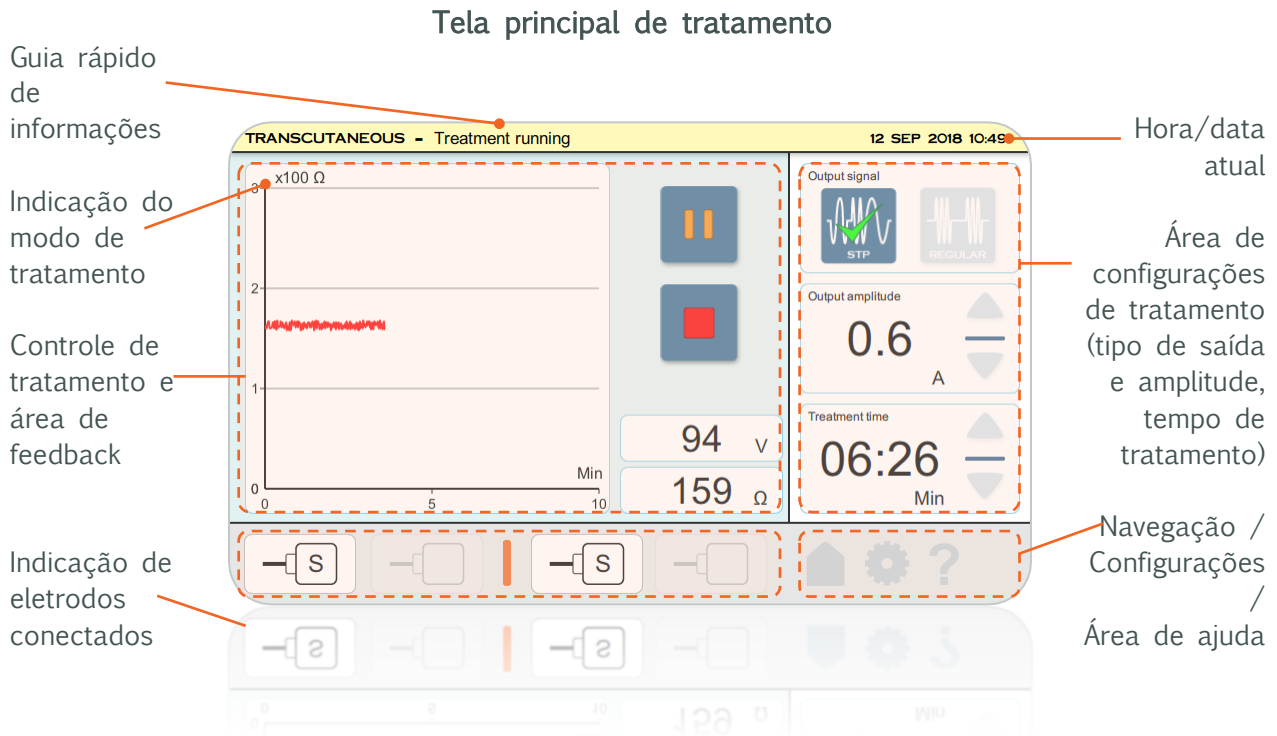 Tela principal de tratamento
Guia rápido
de
informações
Indicação do
modo de
tratamento
Controle de
tratamento e
área de
feedback
Indicação de
eletrodos
conectados
TRANSCUTANEOUS - Treatment running
12 SEP 2018 10:49
x100 Ω
3
2
1
0
0
5
10
Min
94 V
159 Ω
Output signal
STP
REGULAR
Output amplitude
0.6
A
Treatment time
06:26
Min
S
S
?
Hora/data
atual
Área de
configurações
de tratamento
(tipo de saída
e amplitude,
tempo de
tratamento)
Navegação /
Configurações
/
Área de ajuda